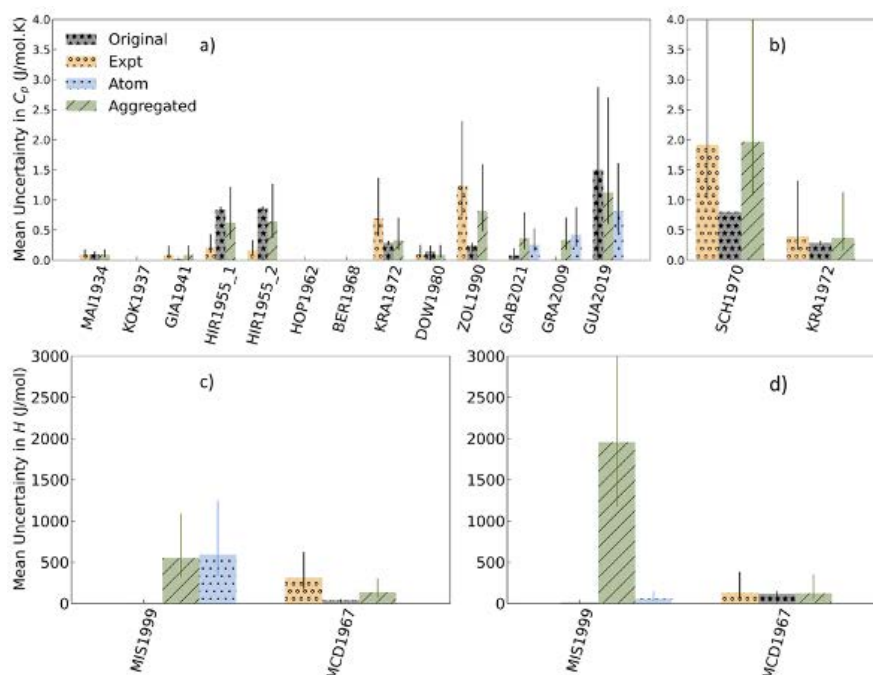 Mean Uncertainty in Cp (J/mol.K)
4.0
3.5
3.0
2.5
2.0
1.5
1.0
0.5
0.0
Original
Expt
Atom
Aggregated
a)
MAI1934
KOK1937
GIA1941
HIR1955_1
HIR1955_2
HOP1962
BER1968
KRA1972
DOW1980
ZOL1990
GAB2021
GRA2009
GUA2019
4.0
3.5
3.0
2.5
2.0
1.5
1.0
0.5
0.0
b)
SCH1970
KRA1972
Mean Uncertainty in H (J/mol)
3000
2500
2000
1500
1000
500
0
c)
MIS1999
MCD1967
3000
2500
2000
1500
1000
500
0
d)
MIS1999
MCD1967